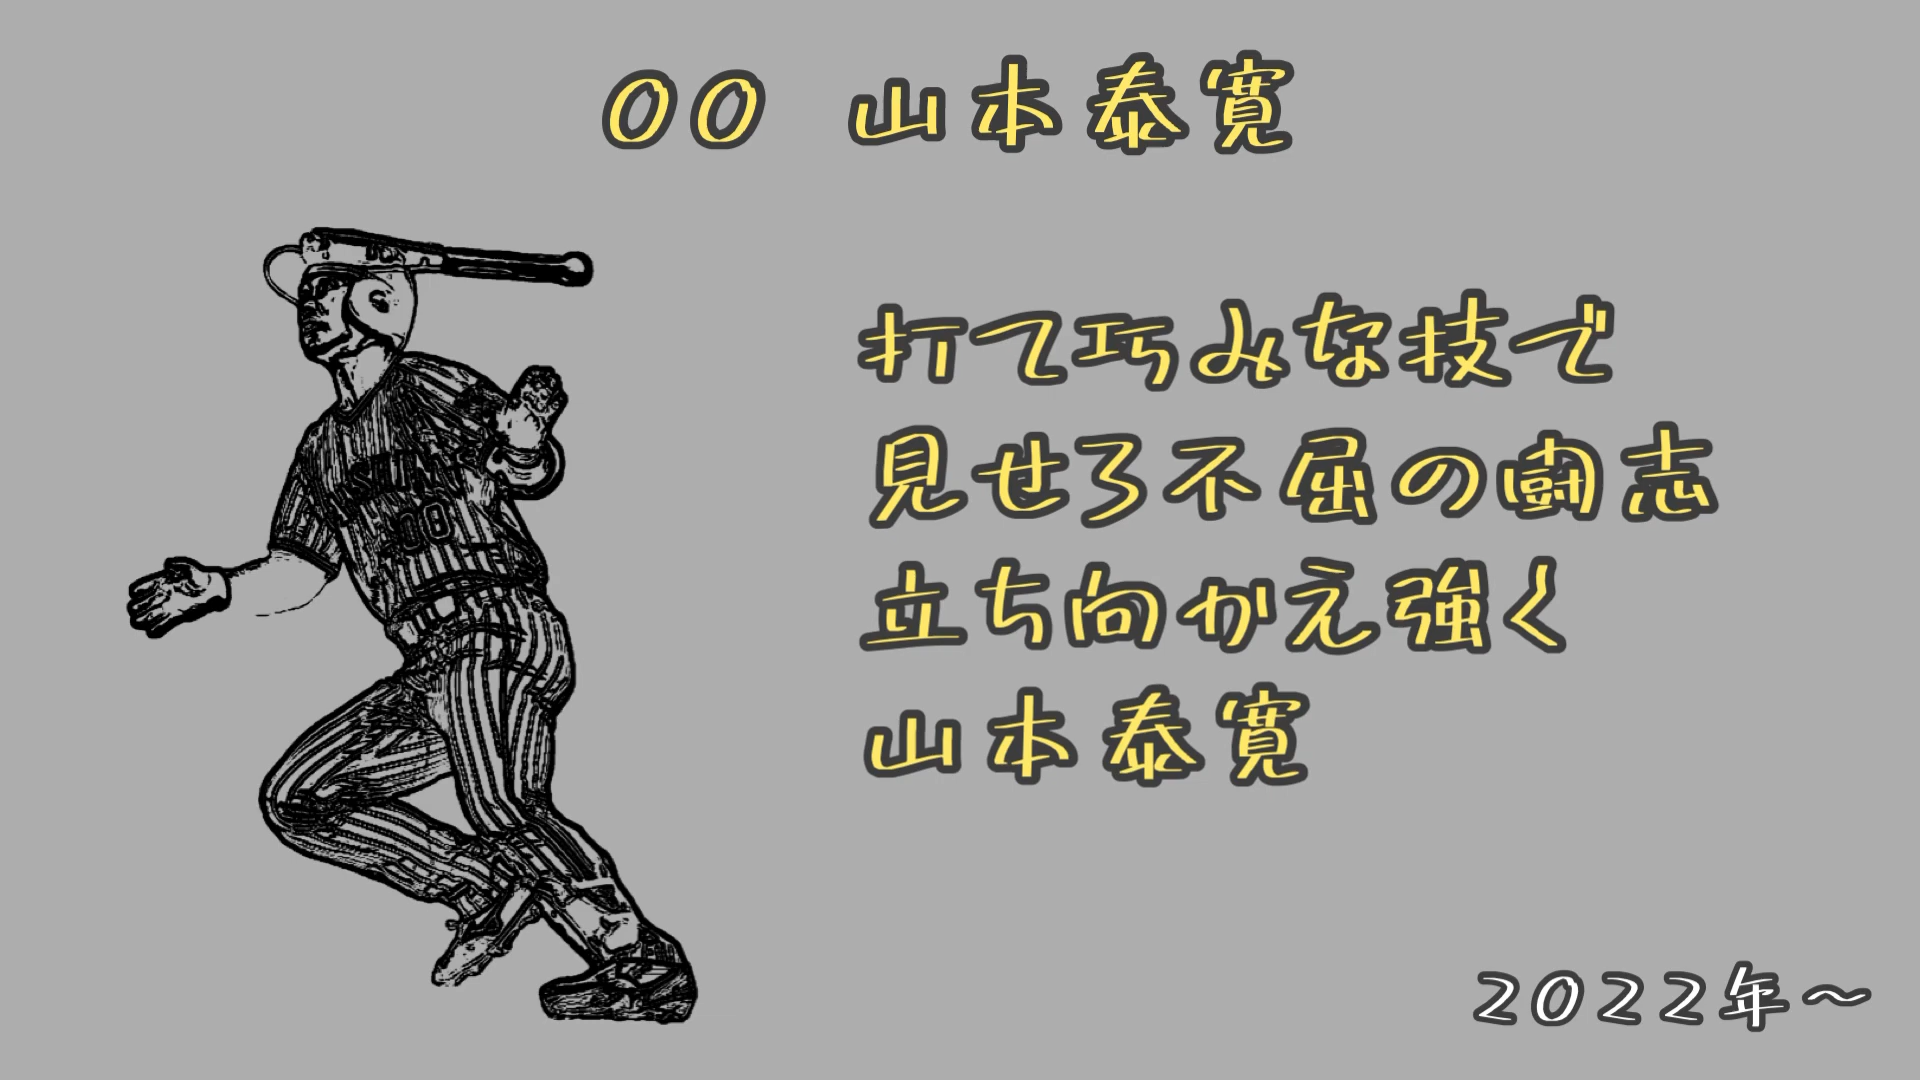 00 山本泰寛
打て巧みな技で
見せろ不屈の闘志
立ち向かえ強く
山本泰寛
00
2022年～